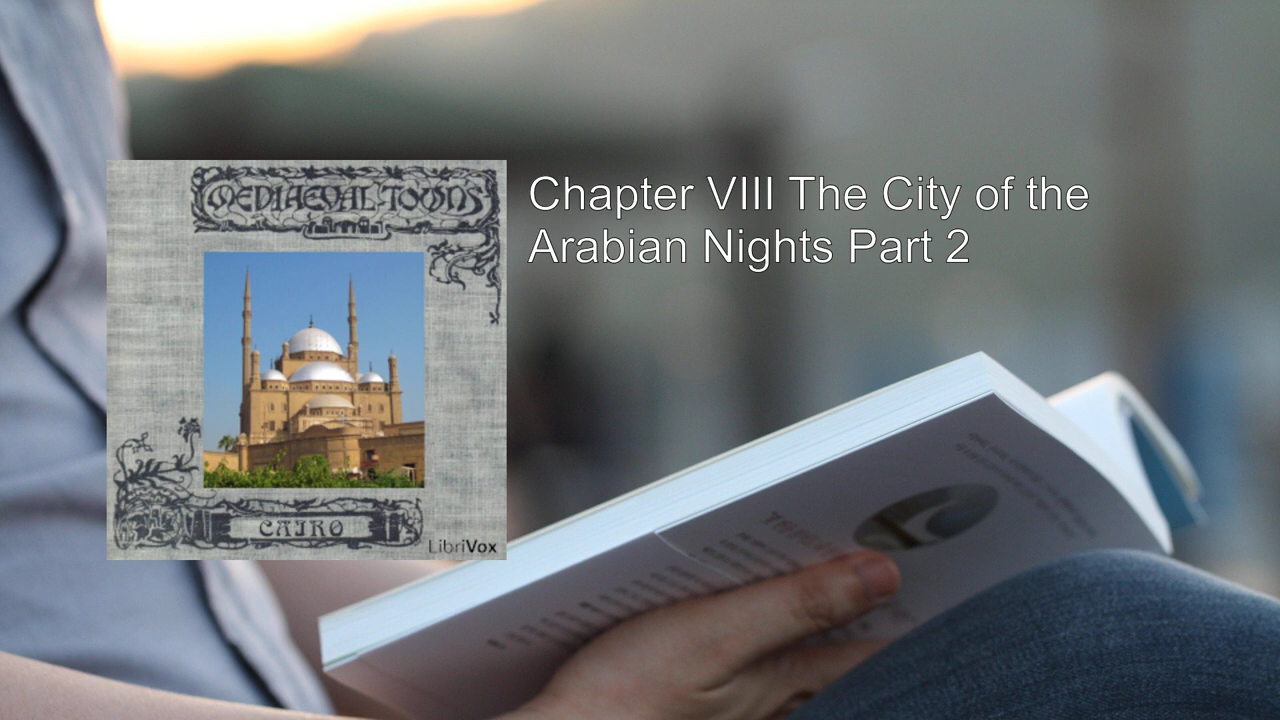 MEDIAEVAL TOWNS
Chapter VIII The City of the
Arabian Nights Part 2
CAIRO
LibriVox